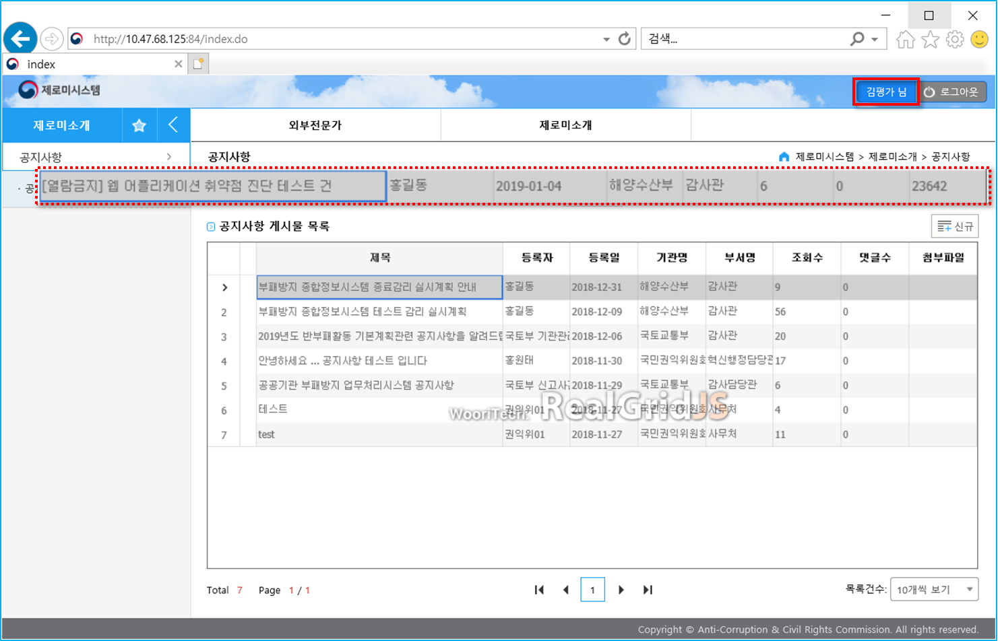 http://10.47.68.125:84/index.do
검색...
index
제로미시스템
김평가 님
로그아웃
제로미소개
외부전문가
제로미소개
공지사항
공지사항
제로미시스템 > 제로미소개 > 공지사항
· 공
[열람금지] 웹 어플리케이션 취약점 진단 테스트 건 홍길동 2019-01-04 해양수산부 감사관 6 0 23642
공지사항 게시물 목록
신규
제목 등록자 등록일 기관명 부서명 조회수 댓글수 첨부파일
부패방지 종합정보시스템 종료감리 실시계획 안내 홍길동 2018-12-31 해양수산부 감사관 9 0
2 부패방지 종합정보시스템 테스트 감리 실시계획 홍길동 2018-12-09 해양수산부 감사관 56 0
3 2019년도 반부패활동 기본계획관련 공지사항을 알려드립 국토부 기관관리 2018-12-06 국토교통부 감사관 20 0
4 안녕하세요 ... 공지사항 테스트 입니다 홍원태 2018-11-30 국민권익위원회 혁신행정담당관 17 0
5 공공기관 부패방지 업무처리시스템 공지사항 국토부 신고사건 2018-11-29 국토교통부 감사담당관 6 0
6 테스트 권익위01 2018-11-27 국민권익위원회 사무처 4 0
WooriTech. RealGridJS
7 test 권익위01 2018-11-27 국민권익위원회 사무처 11 0
Total 7 Page 1 / 1
1
목록건수: 10개씩 보기
Copyright © Anti-Corruption & Civil Rights Commission. All rights reserved.